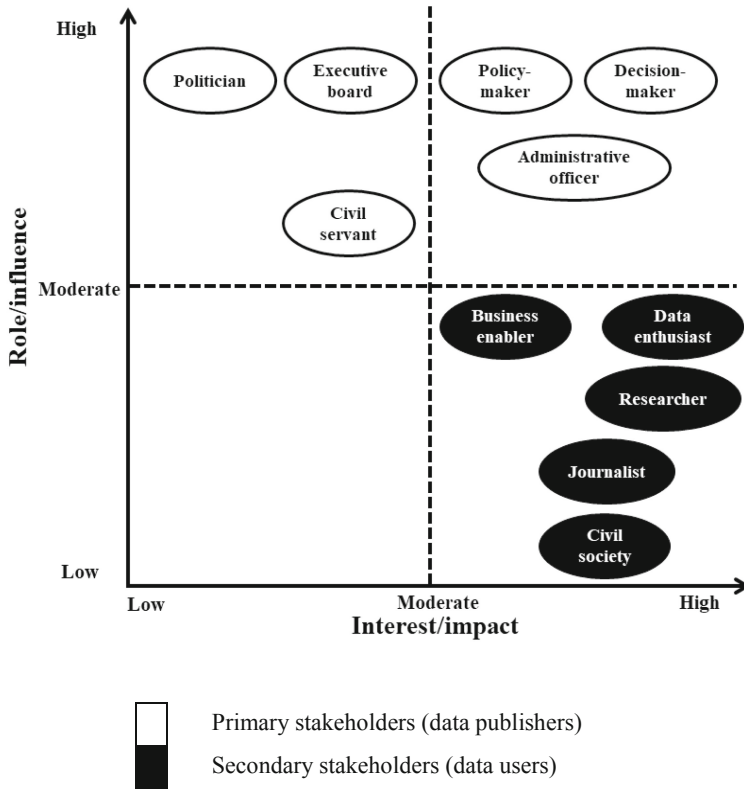 High
Politician
Executive
board
Policy-
maker
Decision-
maker
Administrative
officer
Civil
servant
Role/influence
Moderate
Business
enabler
Data
enthusiast
Researcher
Journalist
Civil
society
Low
Low
Moderate
High
Interest/impact
Primary stakeholders (data publishers)
Secondary stakeholders (data users)